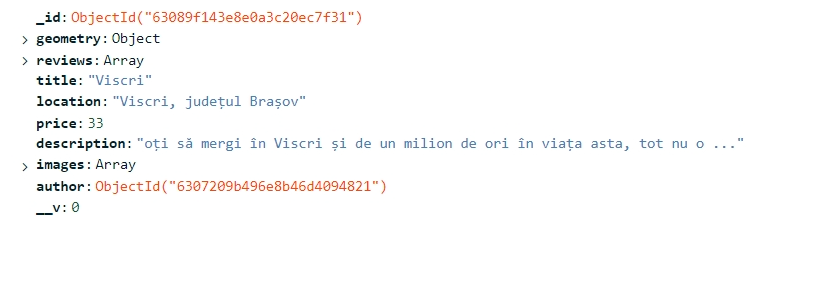 _id: ObjectId("63089f143e8e0a3c20ec7f31")
geometry: Object
reviews: Array
title: "Viscri"
location: "Viscri, județul Brașov"
price: 33
description: "oți să mergi în Viscri și de un milion de ori în viața asta, tot nu o ..."
images: Array
author: ObjectId("6307209b496e8b46d4094821")
__v: 0